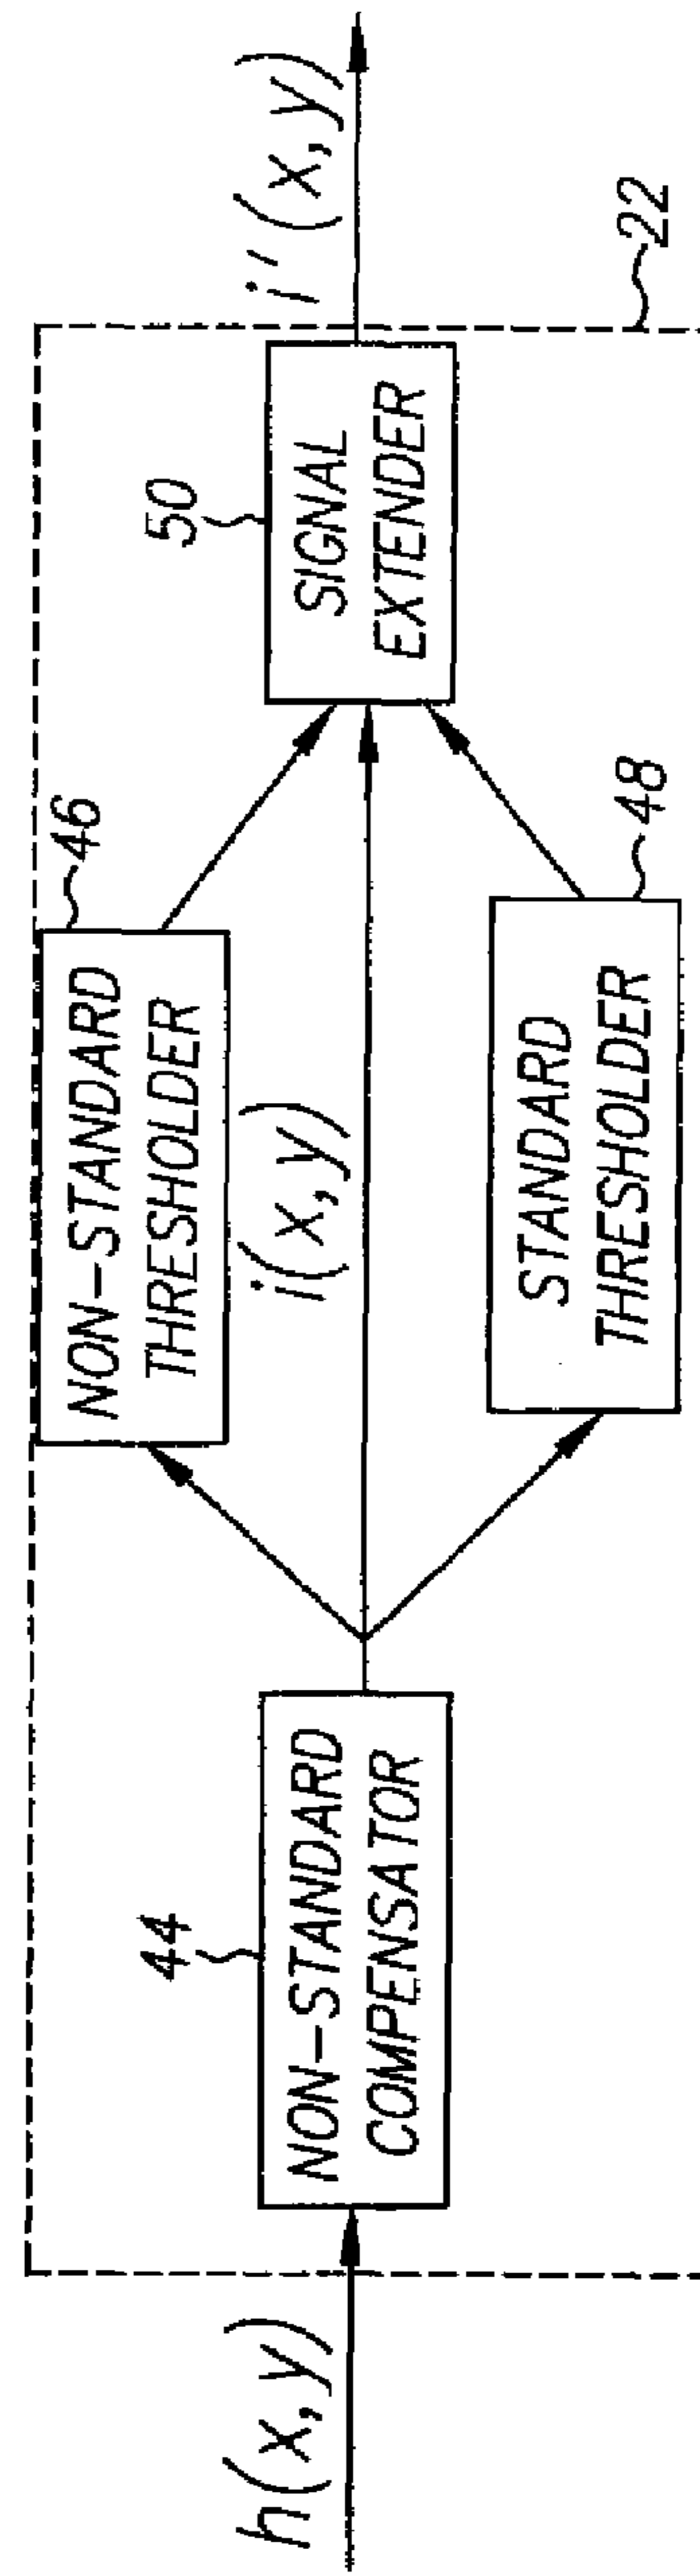 h(x,y)
44
NON-STANDARD
COMPENSATOR
46
NON-STANDARD
THRESHOLDER
i(x,y)
STANDARD
THRESHOLDER
48
50
SIGNAL
EXTENDER
i'(x,y)
22